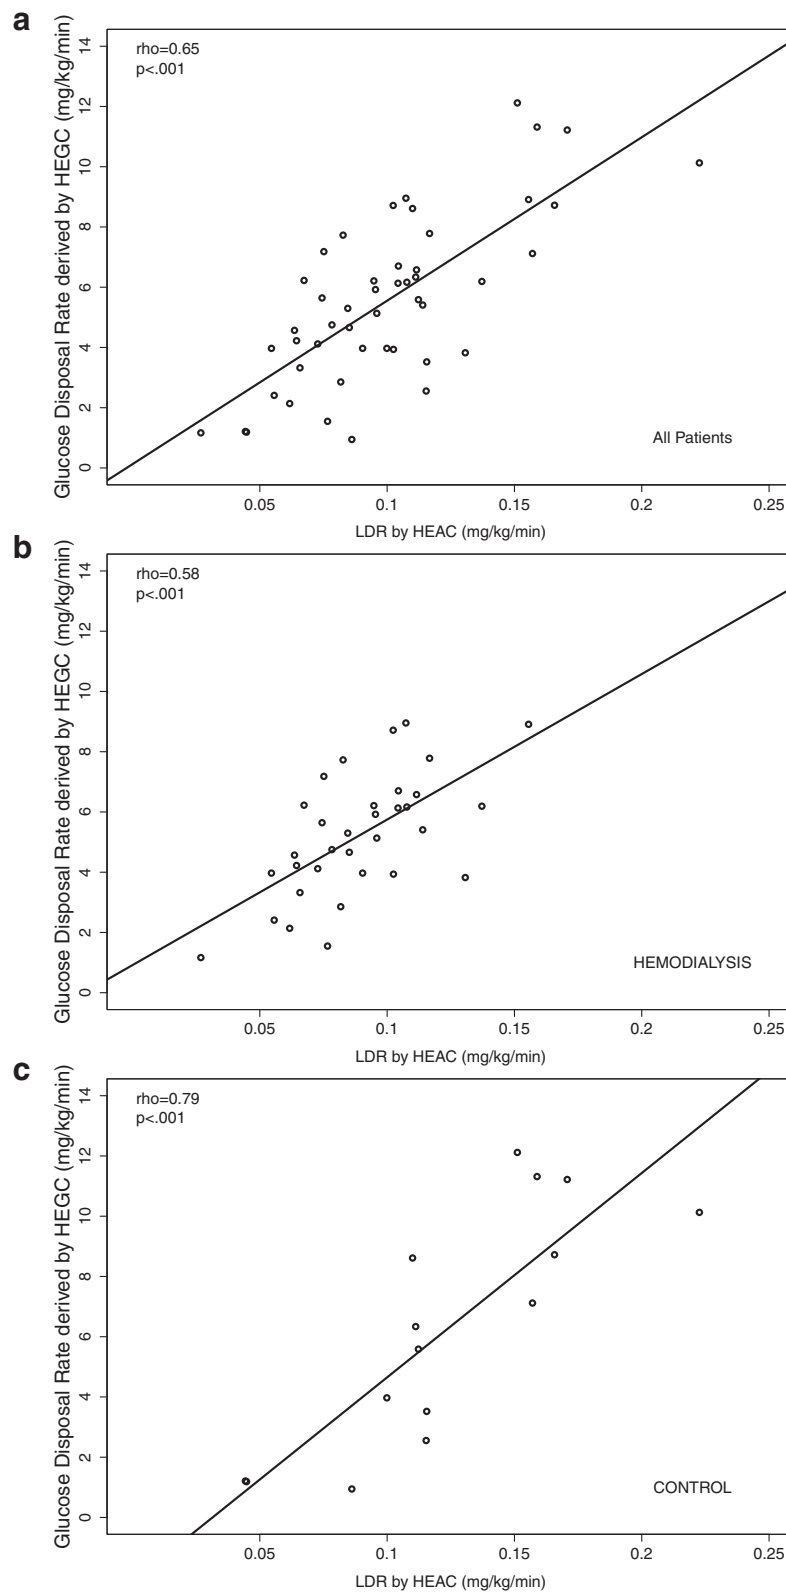 a
rho=0.65
p<.001
Glucose Disposal Rate derived by HEGC (mg/kg/min)
14
12
10
8
6
4
2
0
All Patients
0.05 0.1 0.15 0.2 0.25
LDR by HEAC (mg/kg/min)
b
rho=0.58
p<.001
Glucose Disposal Rate derived by HEGC (mg/kg/min)
14
12
10
8
6
4
2
0
HEMODIALYSIS
0.05 0.1 0.15 0.2 0.25
LDR by HEAC (mg/kg/min)
c
rho=0.79
p<.001
Glucose Disposal Rate derived by HEGC (mg/kg/min)
14
12
10
8
6
4
2
0
CONTROL
0.05 0.1 0.15 0.2 0.25
LDR by HEAC (mg/kg/min)